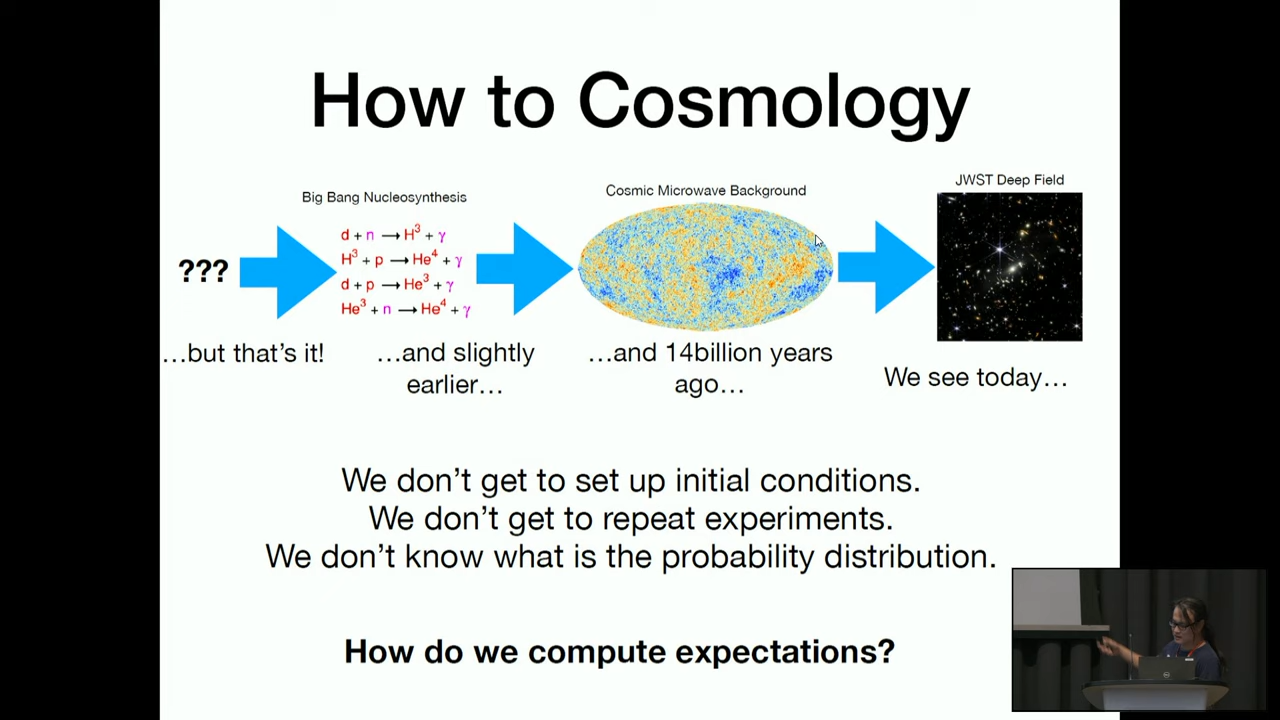 How to Cosmology
Big Bang Nucleosynthesis
Cosmic Microwave Background
JWST Deep Field
???
d + n → H³ + γ
H³ + p → He⁴ + γ
d + p → He³ + γ
He³ + n → He⁴ + γ
…but that’s it!
…and slightly
earlier…
…and 14billion years
ago…
We see today…
We don’t get to set up initial conditions.
We don’t get to repeat experiments.
We don’t know what is the probability distribution.
How do we compute expectations?